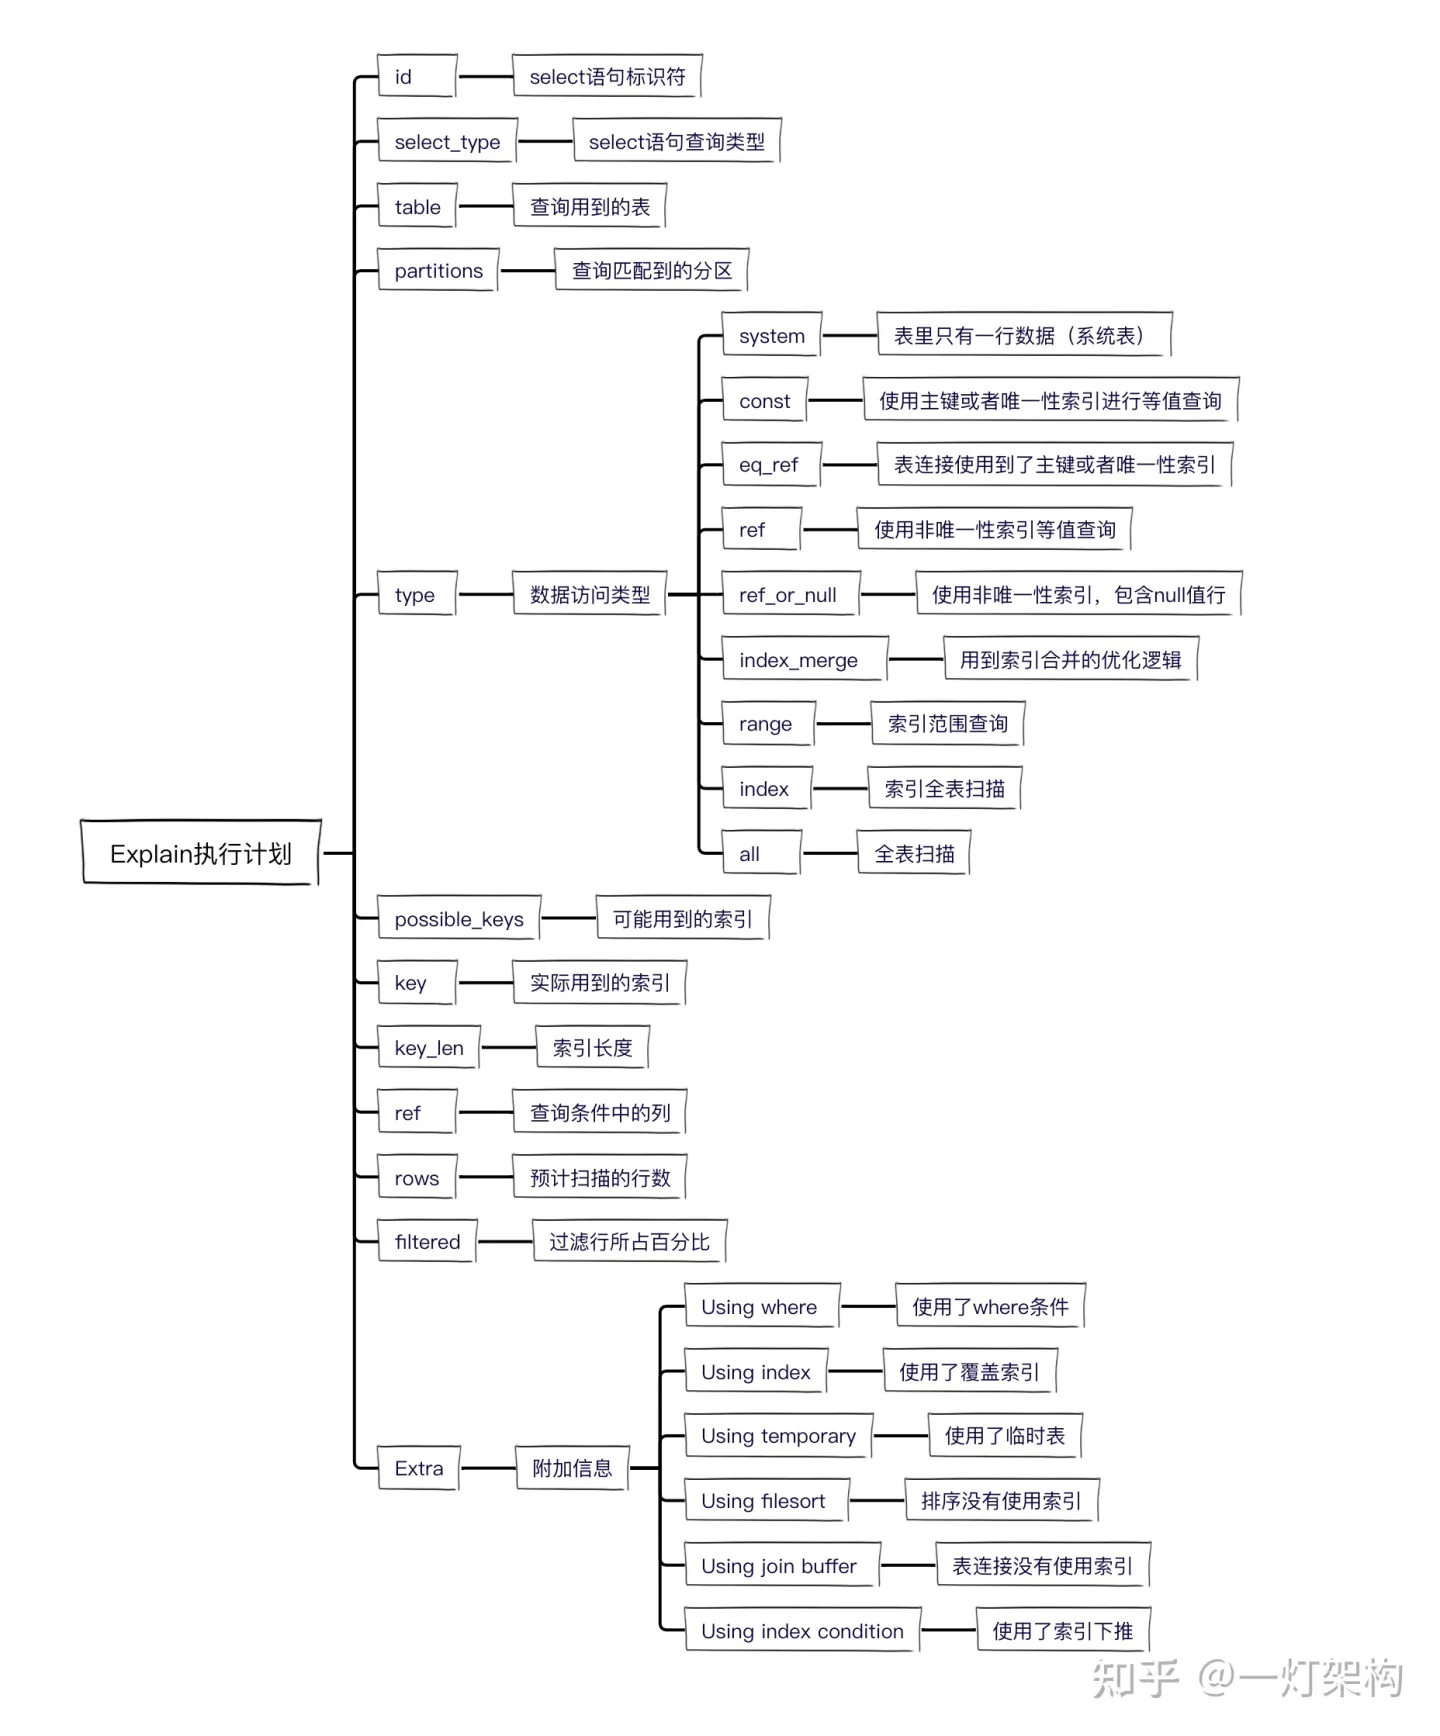 id
select语句标识符
select_type
select语句查询类型
table
查询用到的表
partitions
查询匹配到的分区
system
表里只有一行数据（系统表）
const
使用主键或者唯一性索引进行等值查询
eq_ref
表连接使用到了主键或者唯一性索引
ref
使用非唯一性索引等值查询
type
数据访问类型
ref_or_null
使用非唯一性索引，包含null值行
index_merge
用到索引合并的优化逻辑
range
索引范围查询
index
索引全表扫描
Explain执行计划
all
全表扫描
possible_keys
可能用到的索引
key
实际用到的索引
key_len
索引长度
ref
查询条件中的列
rows
预计扫描的行数
filtered
过滤行所占百分比
Using where
使用了where条件
Using index
使用了覆盖索引
Using temporary
使用了临时表
Extra
附加信息
Using filesort
排序没有使用索引
Using join buffer
表连接没有使用索引
Using index condition
使用了索引下推
知乎 @一灯架构